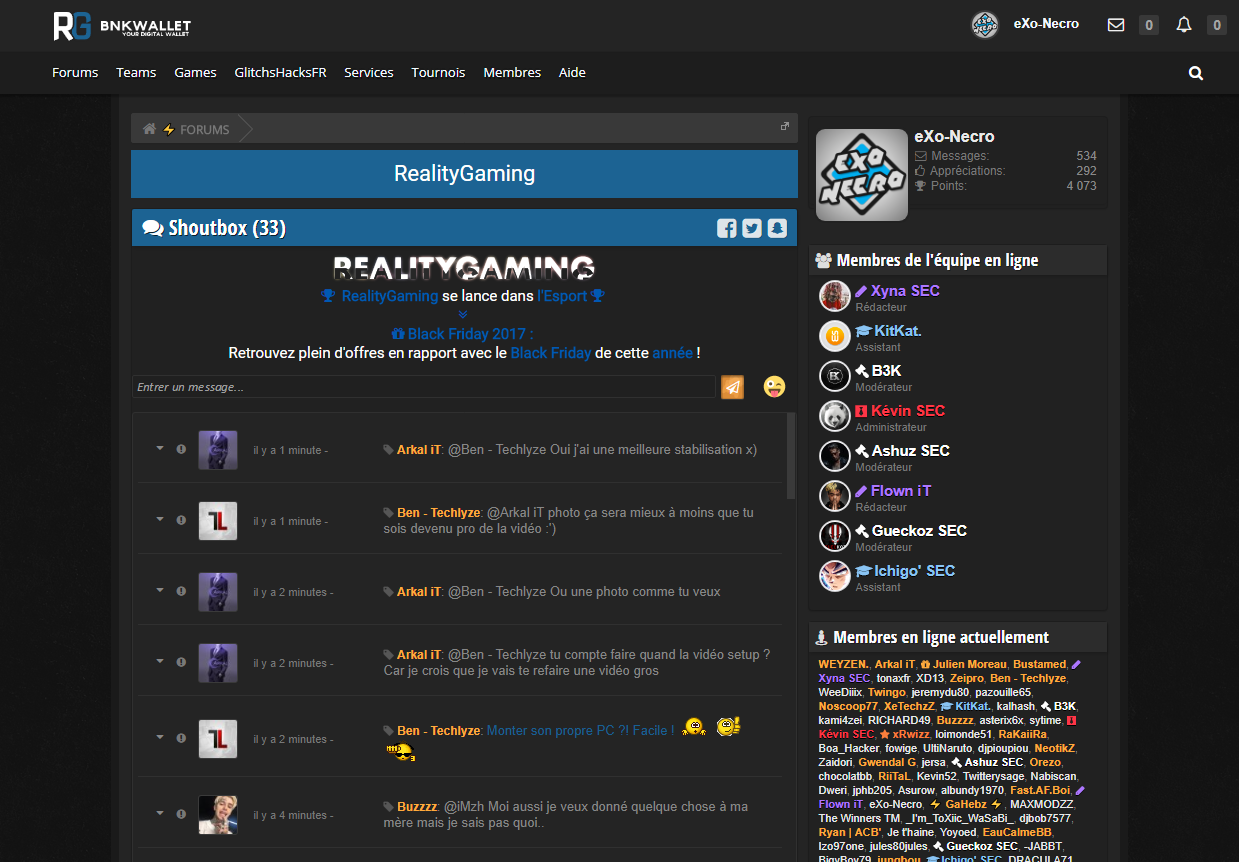 RG BNKWALLET
YOUR DIGITAL WALLET
eXo-Necro 0 0
Forums Teams Games GlitchsHacksFR Services Tournois Membres Aide
FORUMS
RealityGaming
Shoutbox (33)
REALITYGAMING
RealityGaming se lance dans l'Esport
Black Friday 2017 :
Retrouvez plein d'offres en rapport avec le Black Friday de cette année !
Entrer un message...
il y a 1 minute - Arkal iT: @Ben - Techlyze Oui j'ai une meilleure stabilisation x)
il y a 1 minute - Ben - Techlyze: @Arkal iT photo ça sera mieux à moins que tu
sois devenu pro de la vidéo :')
il y a 2 minutes - Arkal iT: @Ben - Techlyze Ou une photo comme tu veux
il y a 2 minutes - Arkal iT: @Ben - Techlyze tu compte faire quand la vidéo setup ?
Car je crois que je vais te refaire une vidéo gros
il y a 2 minutes - Ben - Techlyze: Monter son propre PC ?! Facile !
il y a 4 minutes - Buzzzz: @iMzh Moi aussi je veux donné quelque chose à ma
mère mais je sais pas quoi..
EXO NECRO
eXo-Necro
Messages: 534
Appréciations: 292
Points: 4 073
Membres de l'équipe en ligne
Xyna SEC
Rédacteur
KitKat.
Assistant
B3K
Modérateur
Kévin SEC
Administrateur
Ashuz SEC
Modérateur
Flown iT
Rédacteur
Gueckoz SEC
Modérateur
Ichigo' SEC
Assistant
Membres en ligne actuellement
WEYZEN., Arkal iT, Julien Moreau, Bustamed,
Xyna SEC, tonaxfr, XD13, Zeipro, Ben - Techlyze,
WeeDiiix, Twingo, jeremydu80, pazouille65,
Noscoop77, XeTechzZ, KitKat., kalhash, B3K,
kami4zei, RICHARD49, Buzzzz, asterix6x, sytime,
Kévin SEC, xRwizz, loimonde51, RaKaiiRa,
Boa_Hacker, fowige, UltiNaruto, djpioupiou, NeotikZ,
Zaidori, Gwendal G, jersa, Ashuz SEC, Orezo,
chocolatbb, RiiTaL, Kevin52, Twitterysage, Nabiscan,
Dweri, jphb205, Asurow, albundy1970, Fast.AF.Boi,
Flown iT, eXo-Necro, GaHebz, MAXMODZZ,
The Winners TM, _I'm_ToXiic_WaSaBi_, djbob7577,
Ryan | ACB', Je t'haine, Yoyoed, EauCalmeBB,
Izo97one, jules80jules, Gueckoz SEC, -JABBT,
BigyBoy79, jungbou, Ichigo' SEC, DRACULA71,